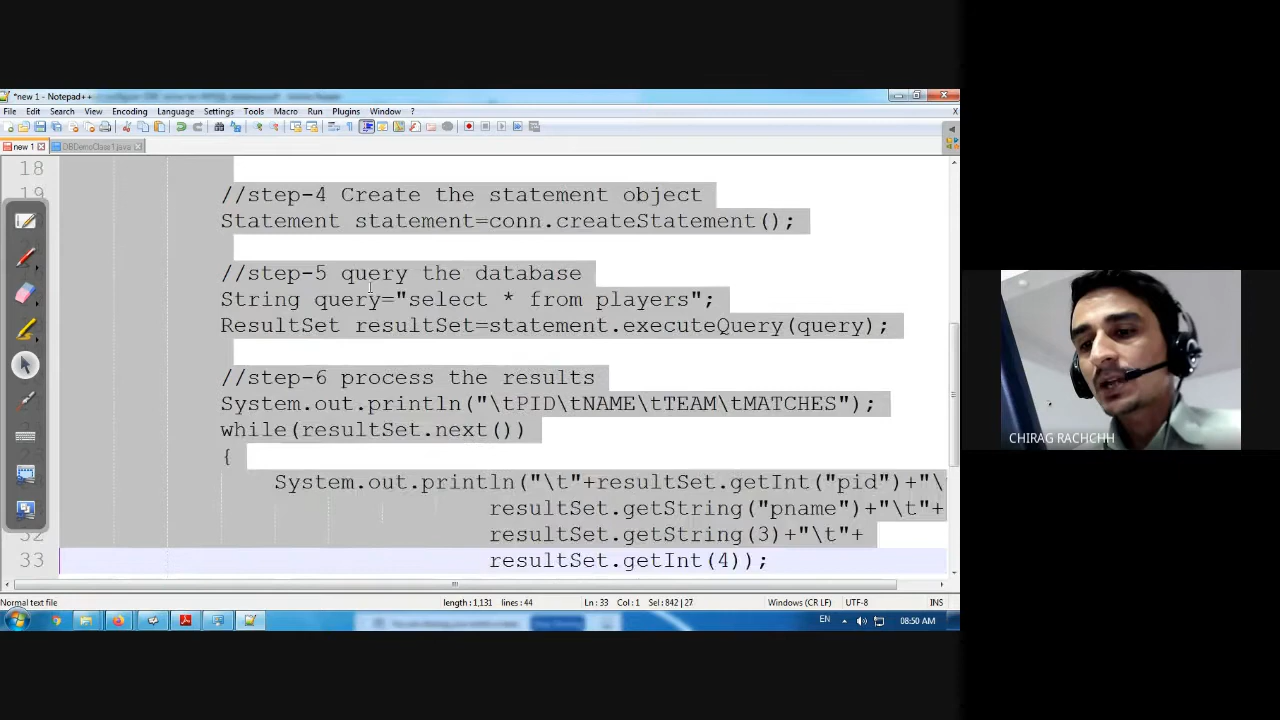 *new 1 - Notepad++
File Edit Search View Encoding Language Settings Tools Macro Run Plugins Window ? X
new 1 DBDemoClass1.java
18
19 //step-4 Create the statement object
Statement statement=conn.createStatement();
//step-5 query the database
String query="select * from players";
ResultSet resultSet=statement.executeQuery(query);
//step-6 process the results
System.out.println("\tPID\tNAME\tTEAM\tMATCHES");
while(resultSet.next())
{
System.out.println("\t"+resultSet.getInt("pid")+"\
resultSet.getString("pname")+"\t"+
32 resultSet.getString(3)+"\t"+
33 resultSet.getInt(4));
Normal text file length : 1,131 lines : 44 Ln : 33 Col : 1 Sel : 842 | 27 Windows (CR LF) UTF-8 INS
EN 08:50 AM
CHIRAG RACHCHH